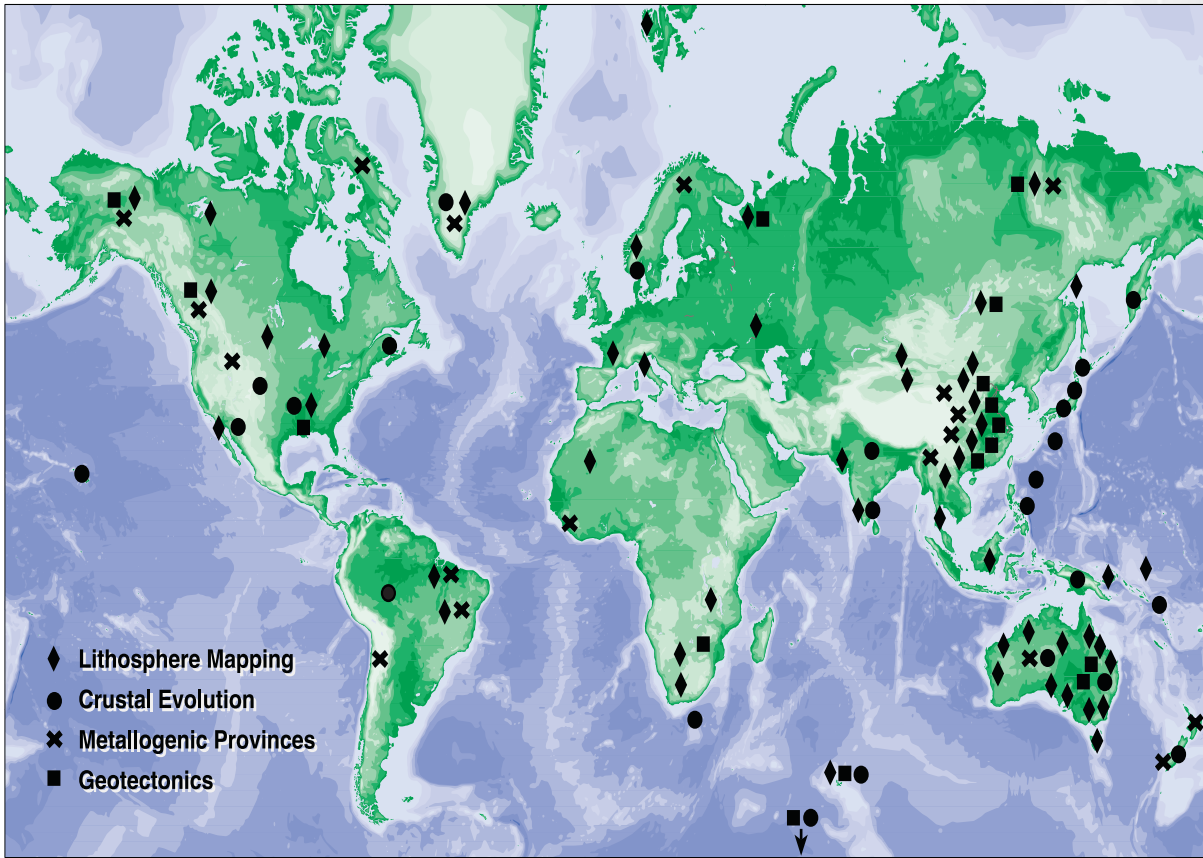 Lithosphere Mapping
Crustal Evolution
Metallogenic Provinces
Geotectonics